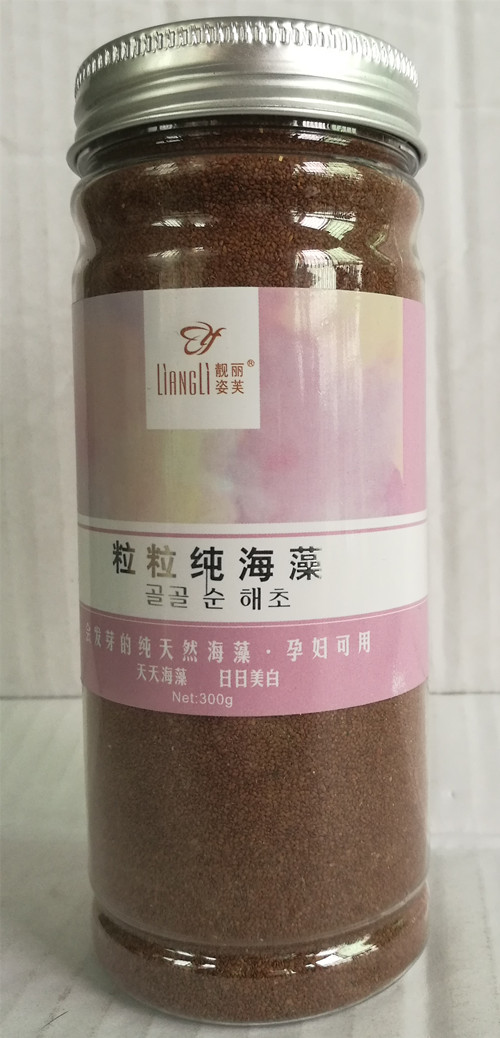 LiANGLi 靓丽姿芙®
粒粒纯海藻
골골 순 해초
会发芽的纯天然海藻·孕妇可用
天天海藻 日日美白
Net:300g